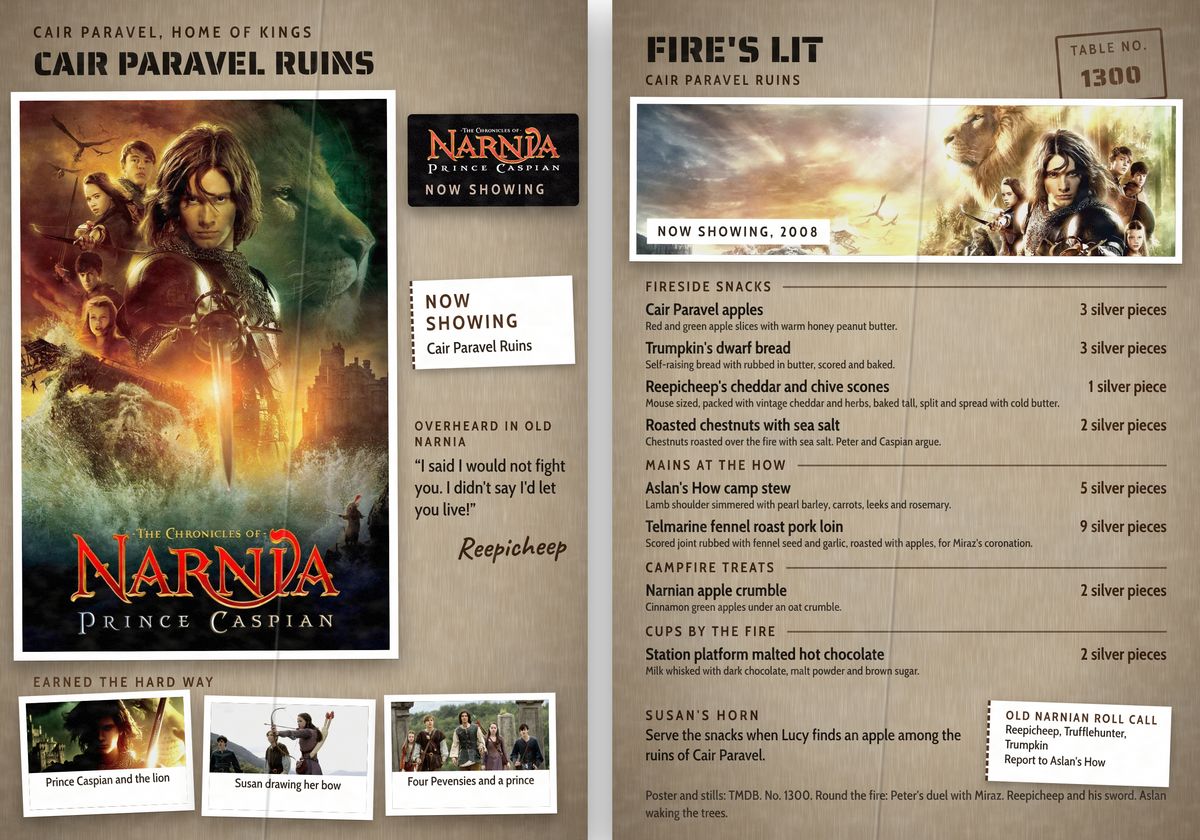 CAIR PARAVEL, HOME OF KINGS
CAIR PARAVEL RUINS
THE CHRONICLES OF
NARNIA
PRINCE CASPIAN
THE CHRONICLES OF
NARNIA
PRINCE CASPIAN
NOW SHOWING
NOW
SHOWING
Cair Paravel Ruins
OVERHEARD IN OLD
NARNIA
“I said I would not fight
you. I didn't say I'd let
you live!”
Reepicheep
EARNED THE HARD WAY
Prince Caspian and the lion
Susan drawing her bow
Four Pevensies and a prince
FIRE'S LIT
CAIR PARAVEL RUINS
TABLE NO.
1300
NOW SHOWING, 2008
FIRESIDE SNACKS
Cair Paravel apples 3 silver pieces
Red and green apple slices with warm honey peanut butter.
Trumpkin's dwarf bread 3 silver pieces
Self-raising bread with rubbed in butter, scored and baked.
Reepicheep's cheddar and chive scones 1 silver piece
Mouse sized, packed with vintage cheddar and herbs, baked tall, split and spread with cold butter.
Roasted chestnuts with sea salt 2 silver pieces
Chestnuts roasted over the fire with sea salt. Peter and Caspian argue.
MAINS AT THE HOW
Aslan's How camp stew 5 silver pieces
Lamb shoulder simmered with pearl barley, carrots, leeks and rosemary.
Telmarine fennel roast pork loin 9 silver pieces
Scored joint rubbed with fennel seed and garlic, roasted with apples, for Miraz's coronation.
CAMPFIRE TREATS
Narnian apple crumble 2 silver pieces
Cinnamon green apples under an oat crumble.
CUPS BY THE FIRE
Station platform malted hot chocolate 2 silver pieces
Milk whisked with dark chocolate, malt powder and brown sugar.
SUSAN'S HORN
Serve the snacks when Lucy finds an apple among the
ruins of Cair Paravel.
OLD NARNIAN ROLL CALL
Reepicheep, Trufflehunter,
Trumpkin
Report to Aslan's How
Poster and stills: TMDB. No. 1300. Round the fire: Peter's duel with Miraz. Reepicheep and his sword. Aslan
waking the trees.